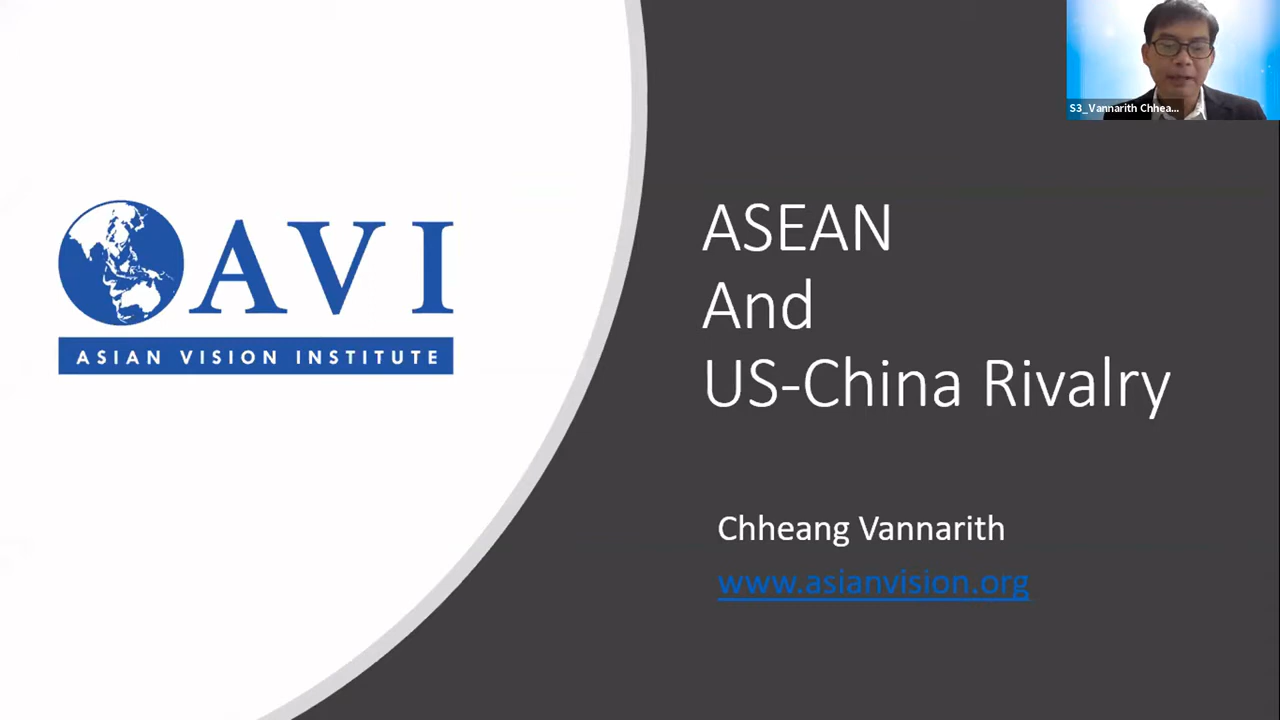 S3_Vannarith Chhea...
AVI
ASIAN VISION INSTITUTE
ASEAN
And
US-China Rivalry
Chheang Vannarith
www.asianvision.org